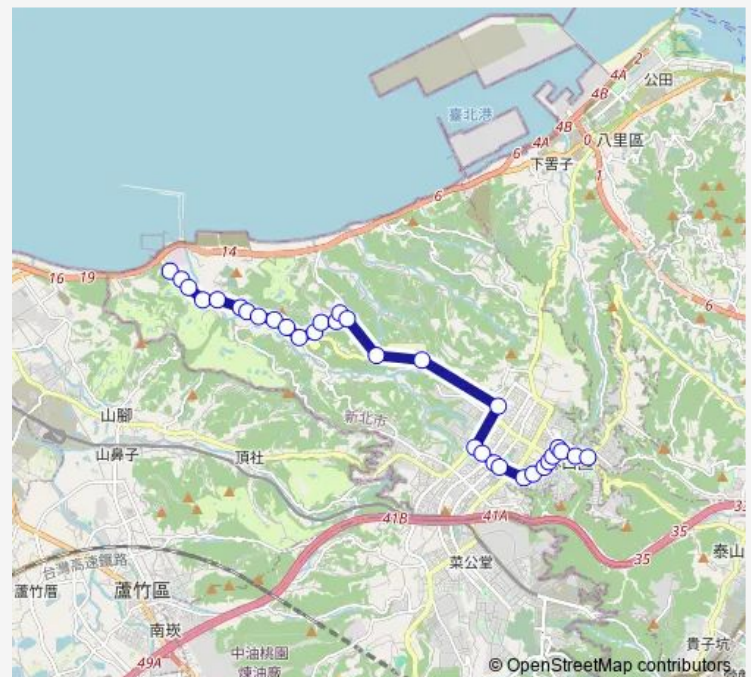 2
4A
公田
4B
臺北港
4B
4A
0
八里區
6
下罟子
1
6
14
16
19
6
山腳
新北市
山鼻子
頂社
41B
41A
35
35
泰山
台灣高速鐵路
菜公堂
蘆竹厝
蘆竹區
南崁
貴子坑
49A
中油桃園
煉油廠
© OpenStreetMap contributors